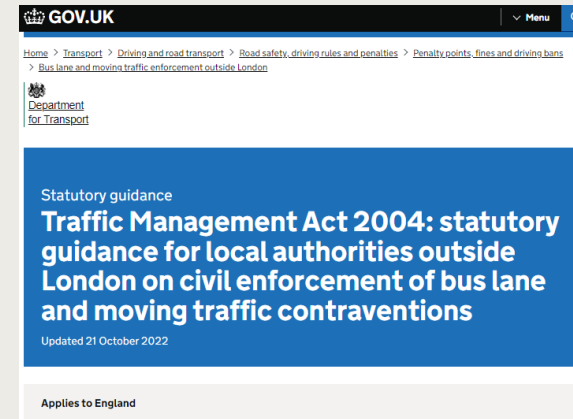 GOV.UK
Menu
Home > Transport > Driving and road transport > Road safety, driving rules and penalties > Penalty points, fines and driving bans
> Bus lane and moving traffic enforcement outside London
Department
for Transport
Statutory guidance
Traffic Management Act 2004: statutory
guidance for local authorities outside
London on civil enforcement of bus lane
and moving traffic contraventions
Updated 21 October 2022
Applies to England